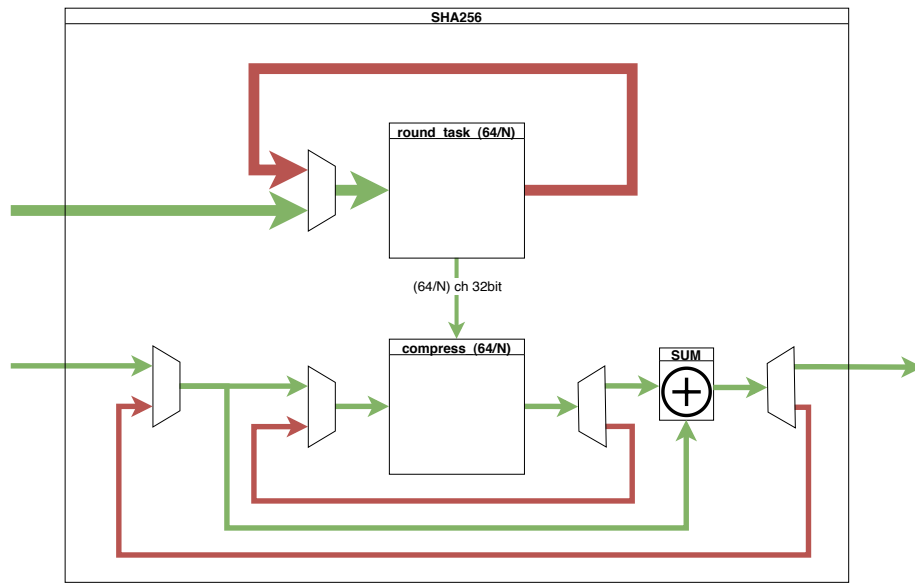 SHA256
round_task (64/N)
(64/N) ch 32bit
compress (64/N)
SUM